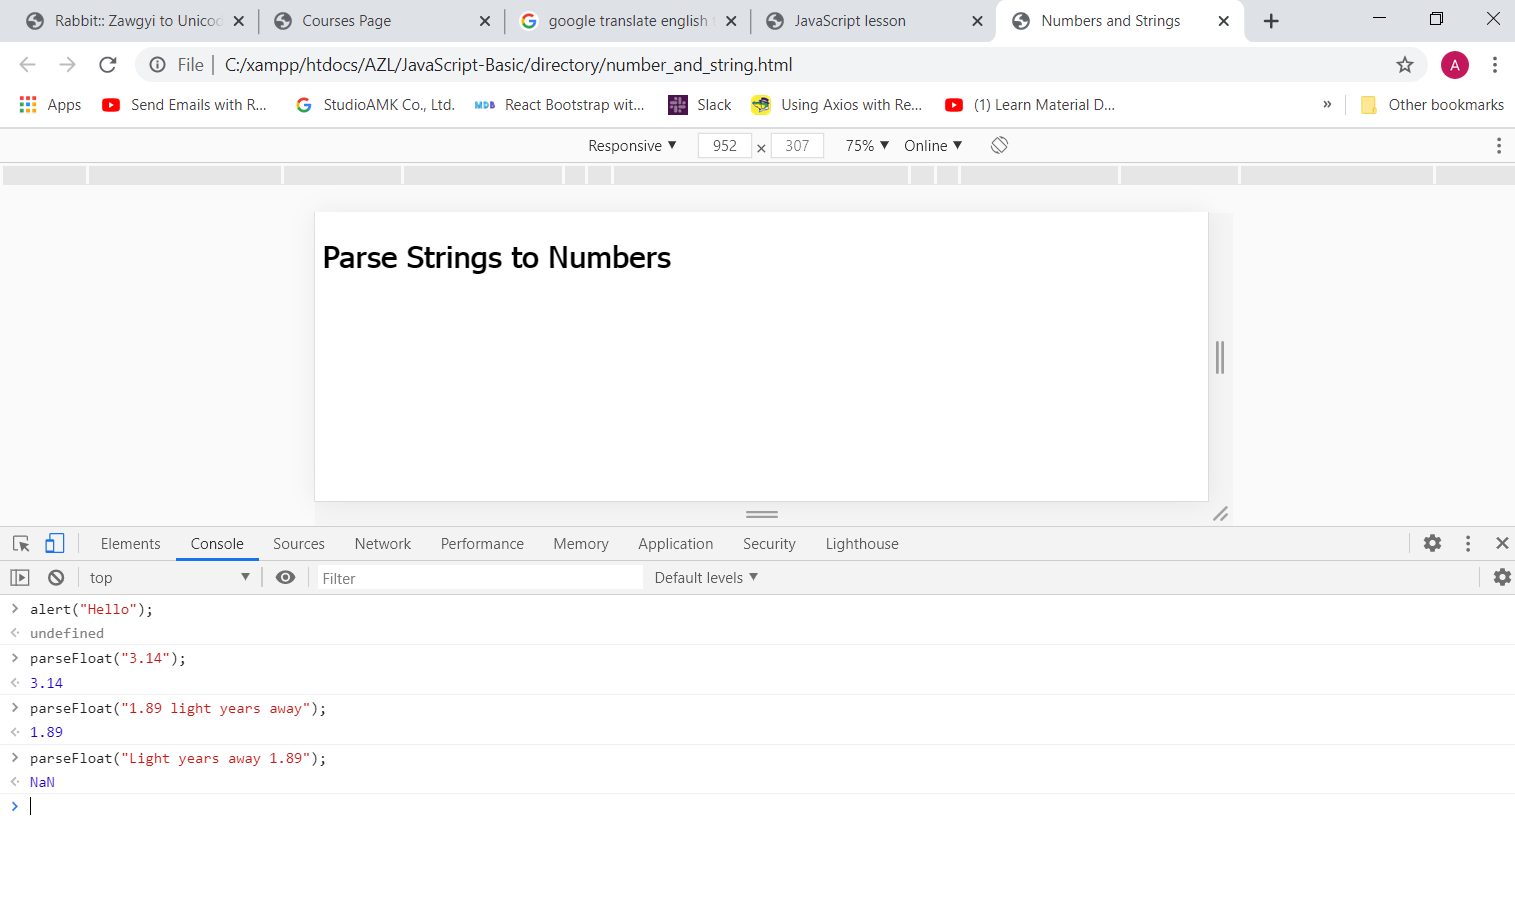 Rabbit:: Zawgyi to Unicod
Courses Page
google translate english
JavaScript lesson
Numbers and Strings
File
C:/xampp/htdocs/AZL/JavaScript-Basic/directory/number_and_string.html
A
Apps
Send Emails with R...
StudioAMK Co., Ltd.
MDB
React Bootstrap wit...
Slack
Using Axios with Re...
(1) Learn Material D...
»
Other bookmarks
Responsive ▼ 952 × 307 75% ▼ Online ▼
Parse Strings to Numbers
Elements Console Sources Network Performance Memory Application Security Lighthouse
top ▼ Filter Default levels ▼
> alert("Hello");
undefined
> parseFloat("3.14");
3.14
> parseFloat("1.89 light years away");
1.89
> parseFloat("Light years away 1.89");
NaN
>